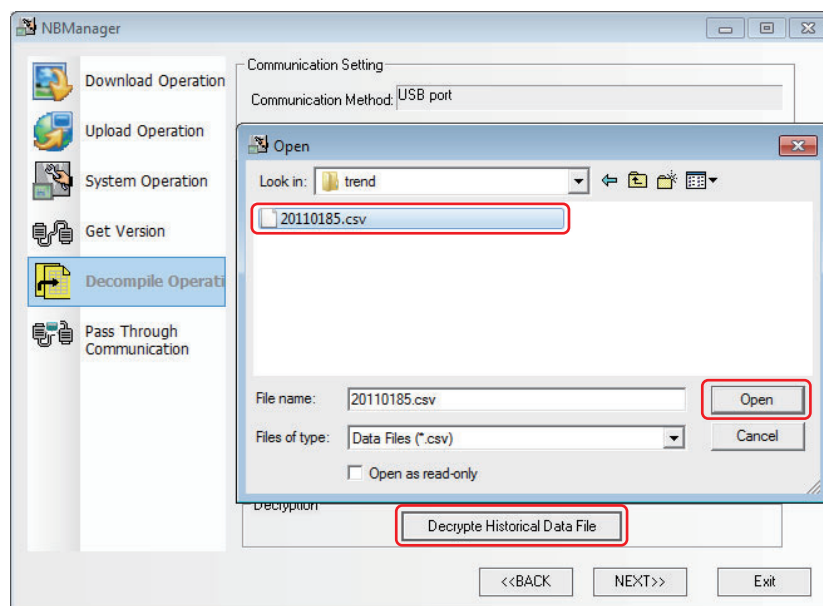 NBManager
Download Operation
Upload Operation
System Operation
Get Version
Decompile Operati
Pass Through
Communication
Communication Setting
Communication Method: USB port
Open
Look in: trend
20110185.csv
File name: 20110185.csv
Open
Files of type: Data Files (*.csv)
Cancel
Open as read-only
Decryption
Decrypte Historical Data File
<<BACK
NEXT>>
Exit